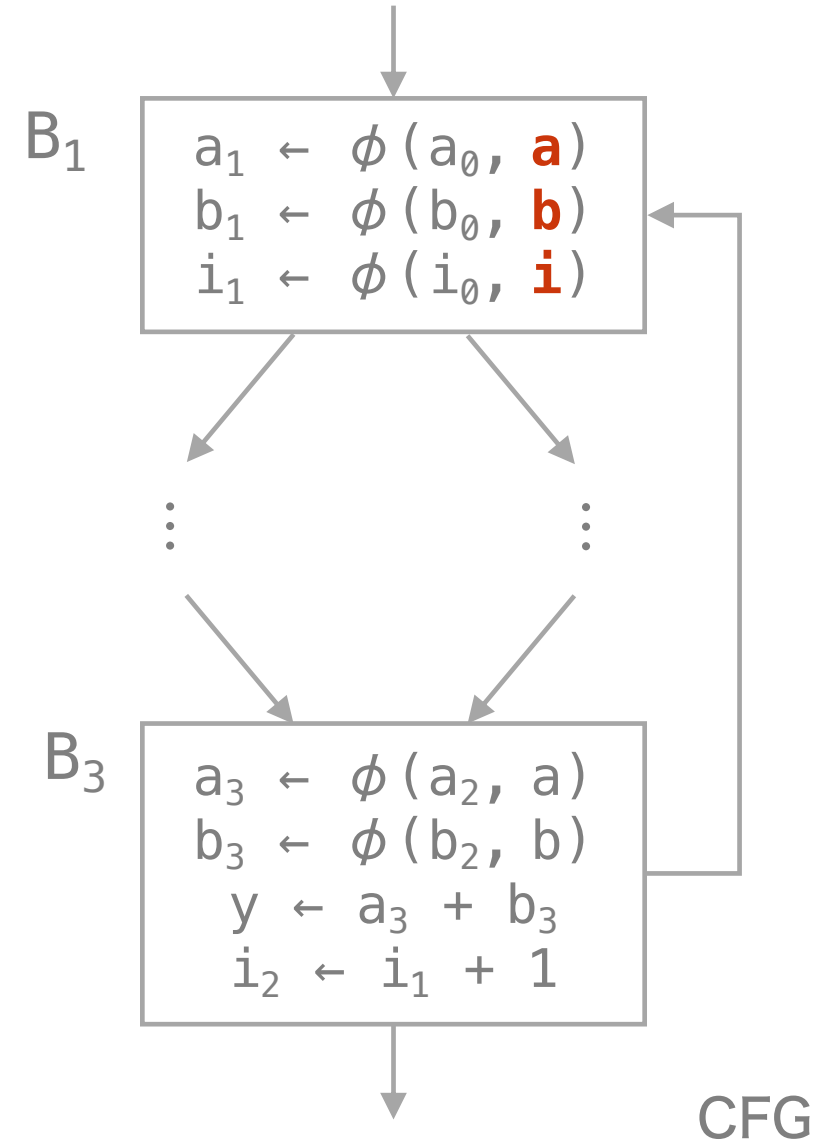 B₁
a₁ ← ϕ(a₀, a)
b₁ ← ϕ(b₀, b)
i₁ ← ϕ(i₀, i)
⋮ ⋮
B₃
a₃ ← ϕ(a₂, a)
b₃ ← ϕ(b₂, b)
y ← a₃ + b₃
i₂ ← i₁ + 1
CFG